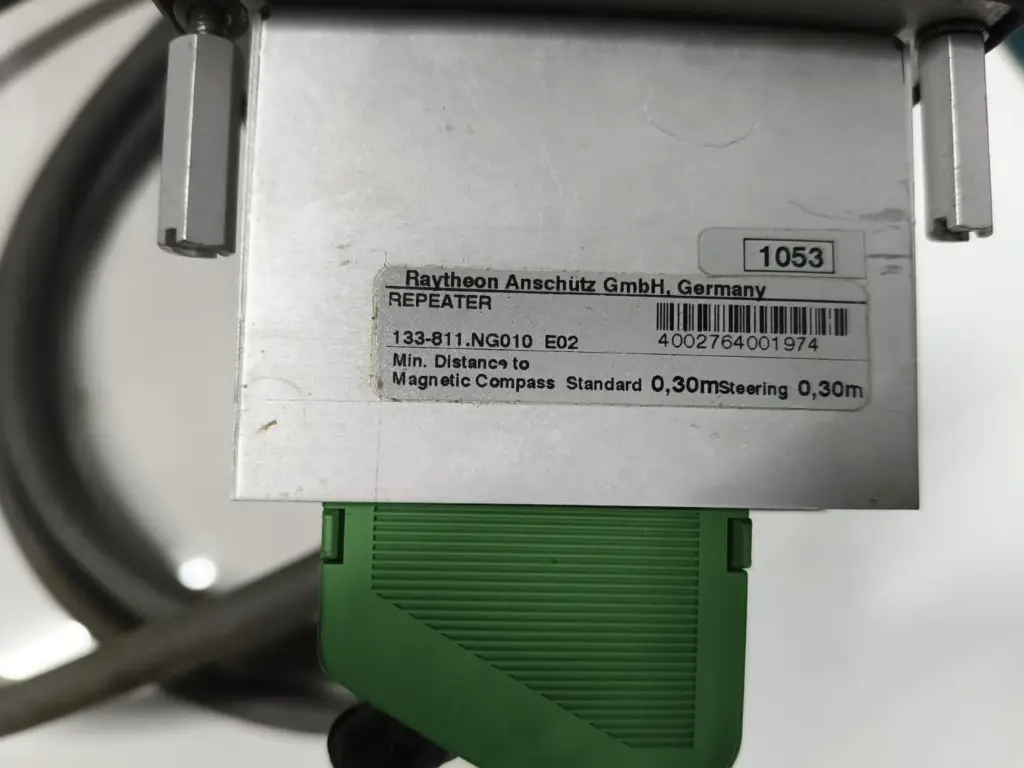 1053
Raytheon Anschütz GmbH, Germany
REPEATER
133-811.NG010 E02
4002764001974
Min. Distance to
Magnetic Compass Standard 0,30m Steering 0,30m